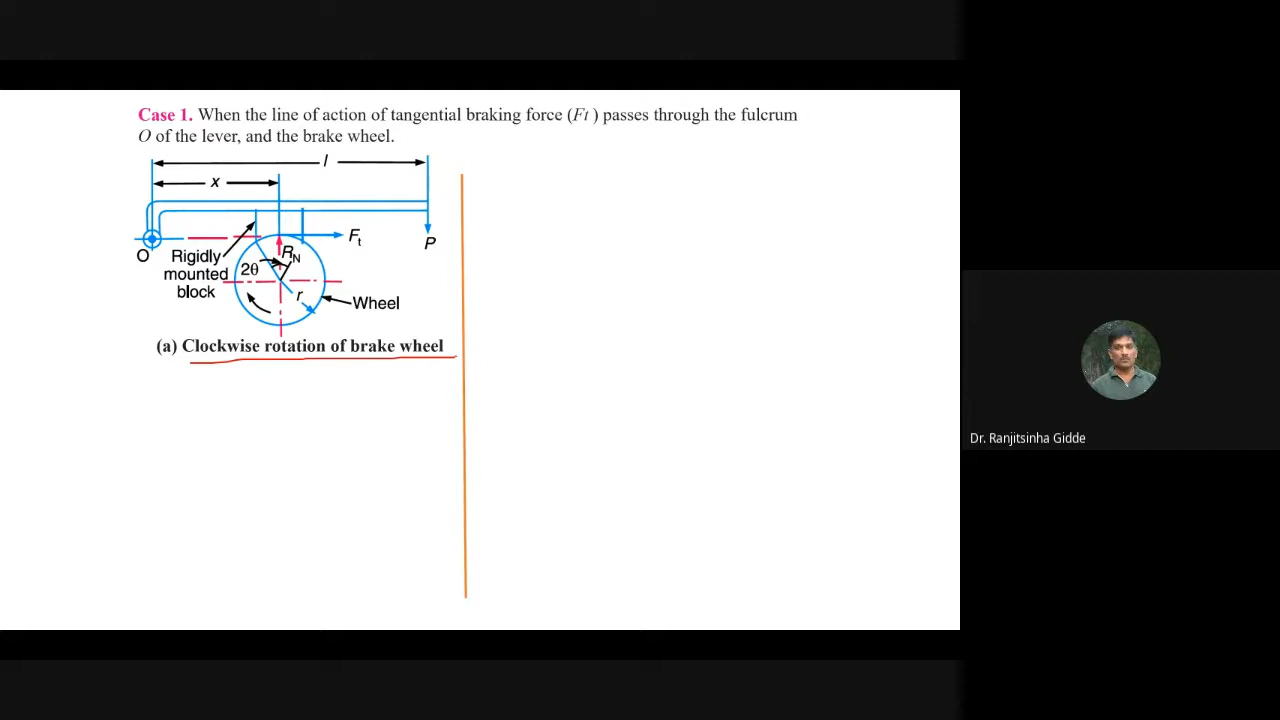 Case 1. When the line of action of tangential braking force (Ft ) passes through the fulcrum
O of the lever, and the brake wheel.
l
x
P
Ft
O
Rigidly
mounted
block
RN
2θ
r
Wheel
(a) Clockwise rotation of brake wheel
Dr. Ranjitsinha Gidde